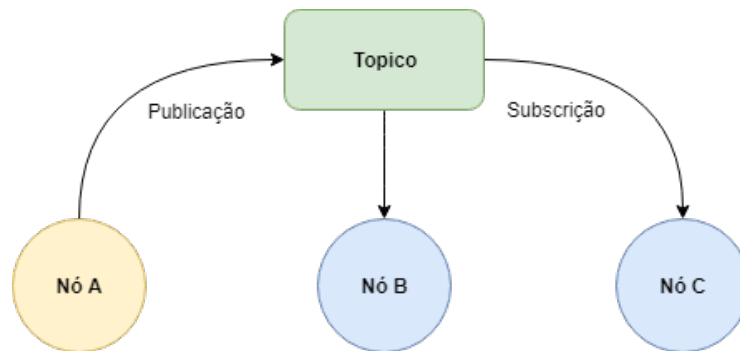 Topico
Publicação
Subscrição
Nó A
Nó B
Nó C